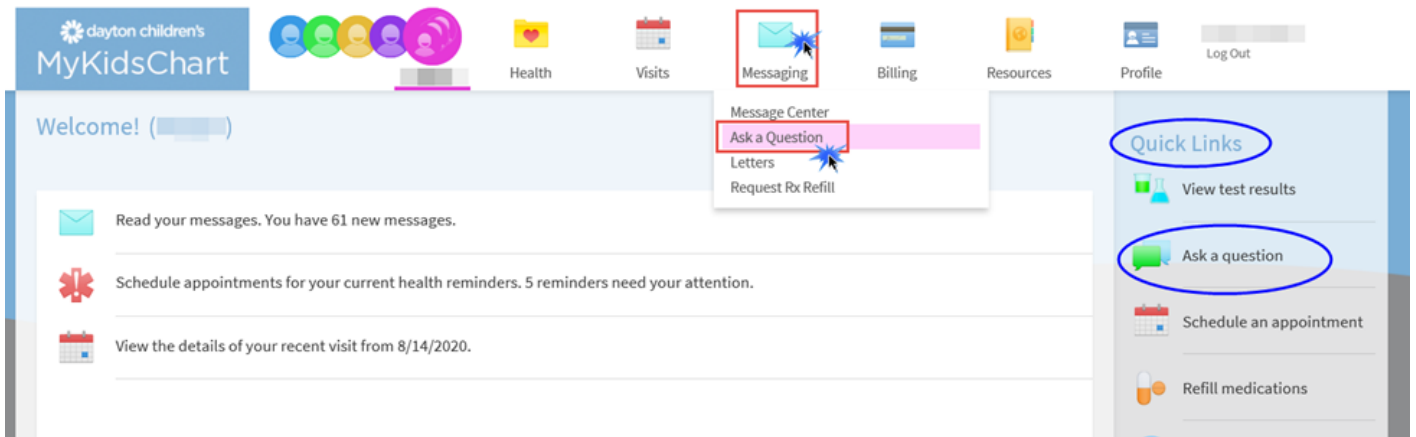 dayton children's
MyKidsChart
Health
Visits
Messaging
Billing
Resources
Profile
Log Out
Message Center
Ask a Question
Letters
Request Rx Refill
Welcome! ( )
Read your messages. You have 61 new messages.
Schedule appointments for your current health reminders. 5 reminders need your attention.
View the details of your recent visit from 8/14/2020.
Quick Links
View test results
Ask a question
Schedule an appointment
Refill medications